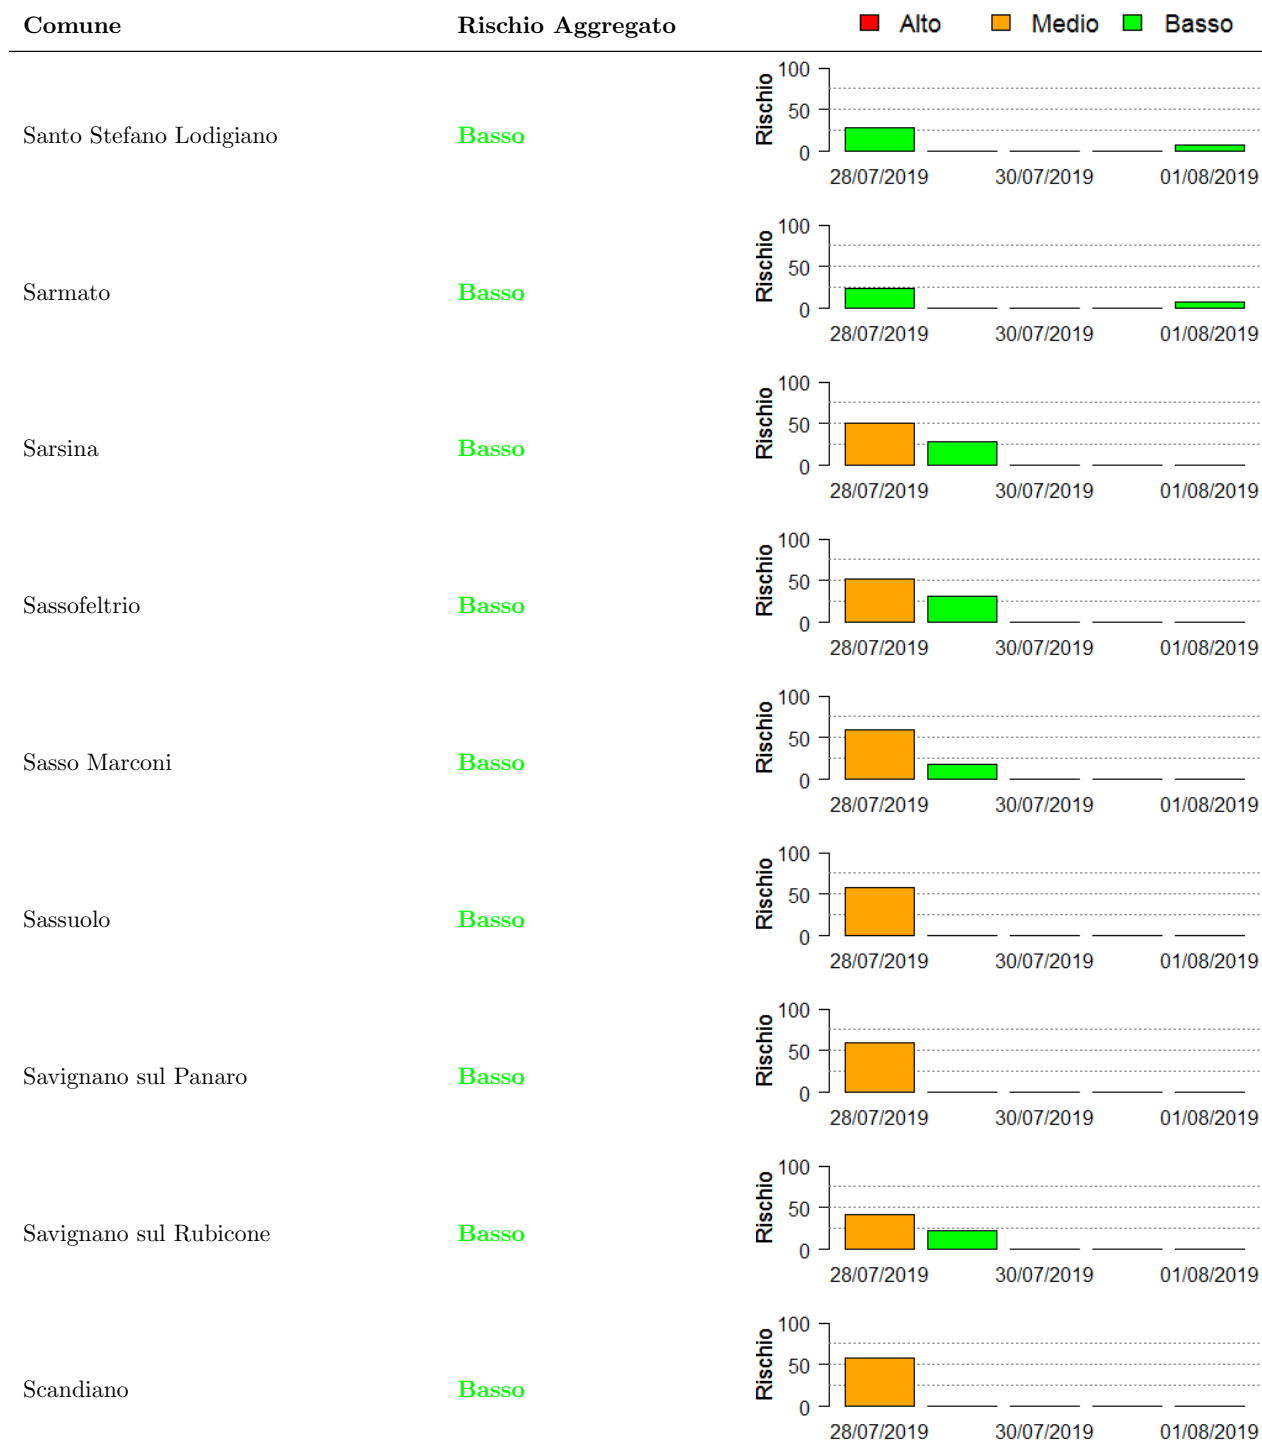 Comune Rischio Aggregato Alto Medio Basso
100
50
0
Rischio
Santo Stefano Lodigiano Basso
28/07/2019 30/07/2019 01/08/2019
100
50
0
Rischio
Sarmato Basso
28/07/2019 30/07/2019 01/08/2019
100
50
0
Rischio
Sarsina Basso
28/07/2019 30/07/2019 01/08/2019
100
50
0
Rischio
Sassofeltrio Basso
28/07/2019 30/07/2019 01/08/2019
100
50
0
Rischio
Sasso Marconi Basso
28/07/2019 30/07/2019 01/08/2019
100
50
0
Rischio
Sassuolo Basso
28/07/2019 30/07/2019 01/08/2019
100
50
0
Rischio
Savignano sul Panaro Basso
28/07/2019 30/07/2019 01/08/2019
100
50
0
Rischio
Savignano sul Rubicone Basso
28/07/2019 30/07/2019 01/08/2019
100
50
0
Rischio
Scandiano Basso
28/07/2019 30/07/2019 01/08/2019